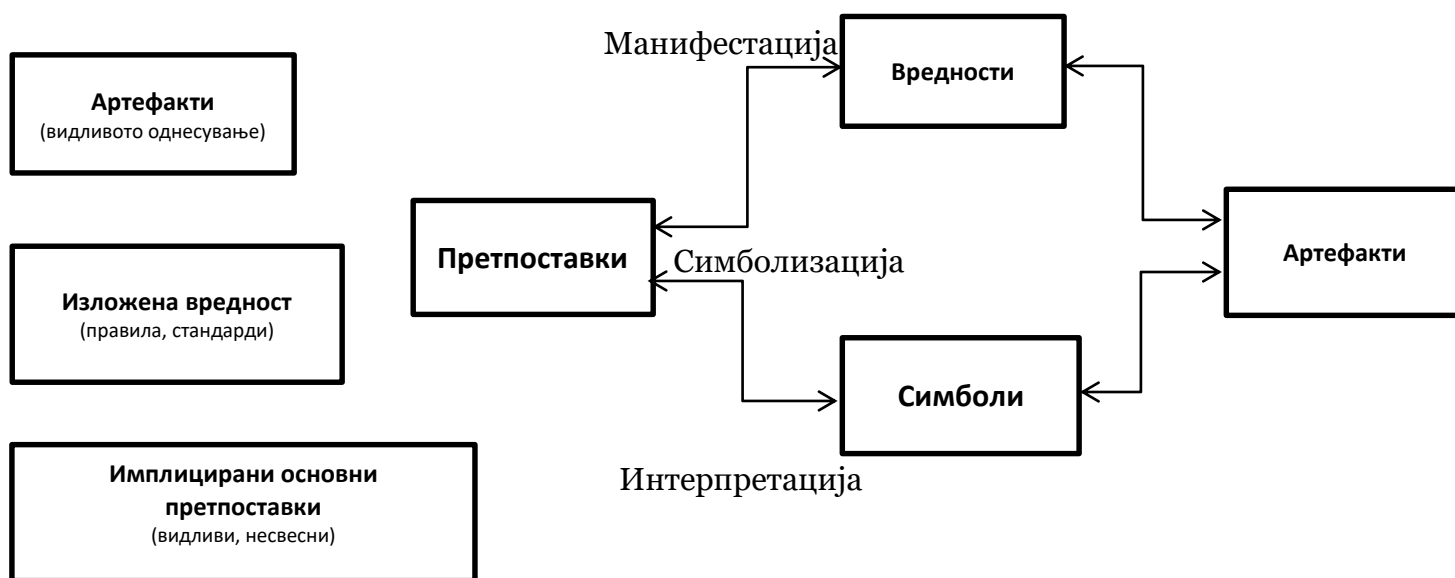 Артефакти
(видливото однесување)
Изложена вредност
(правила, стандарди)
Имплицирани основни
претпоставки
(видливи, несвесни)
Манифестација
Вредности
Претпоставки
Симболизација
Артефакти
Симболи
Интерпретација